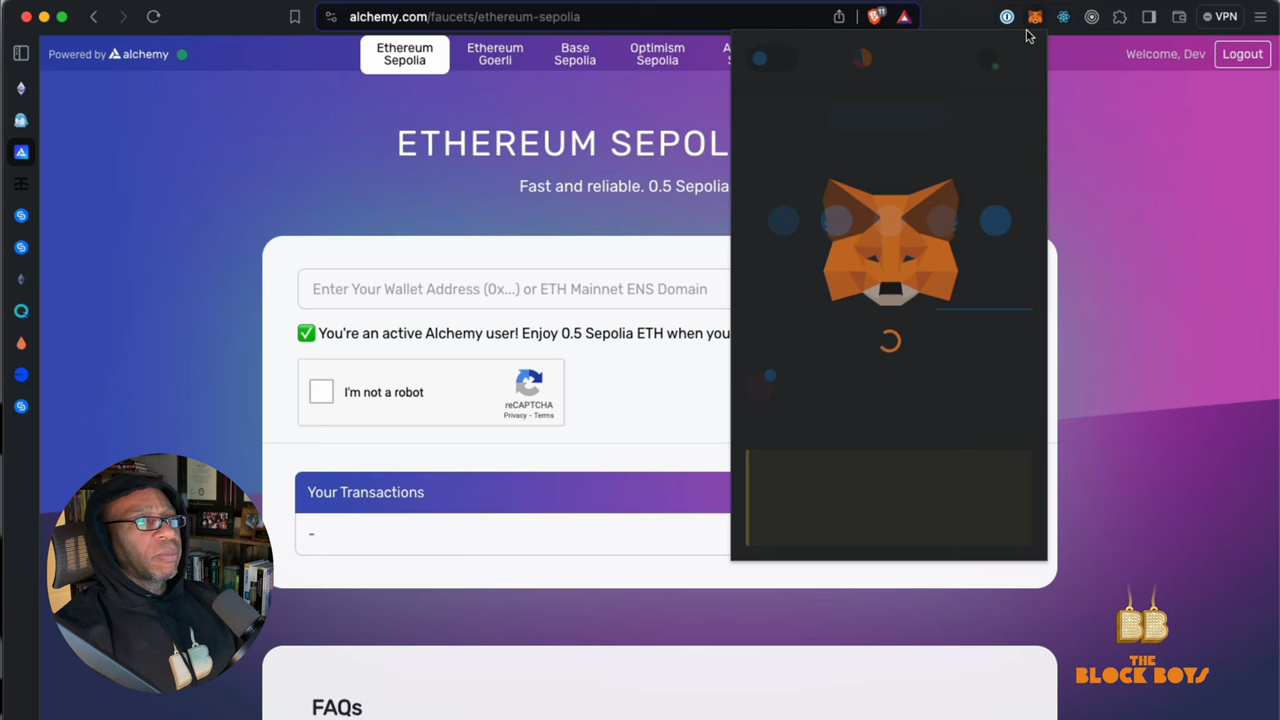 alchemy.com/faucets/ethereum-sepolia
11
VPN
Powered by alchemy
Ethereum
Sepolia
Ethereum
Goerli
Base
Sepolia
Optimism
Sepolia
Welcome, Dev
Logout
ETHEREUM SEPOL
Fast and reliable. 0.5 Sepolia
Enter Your Wallet Address (0x...) or ETH Mainnet ENS Domain
You're an active Alchemy user! Enjoy 0.5 Sepolia ETH when you
I'm not a robot
reCAPTCHA
Privacy - Terms
Your Transactions
-
BB
THE
BLOCK BOYS
FAQs